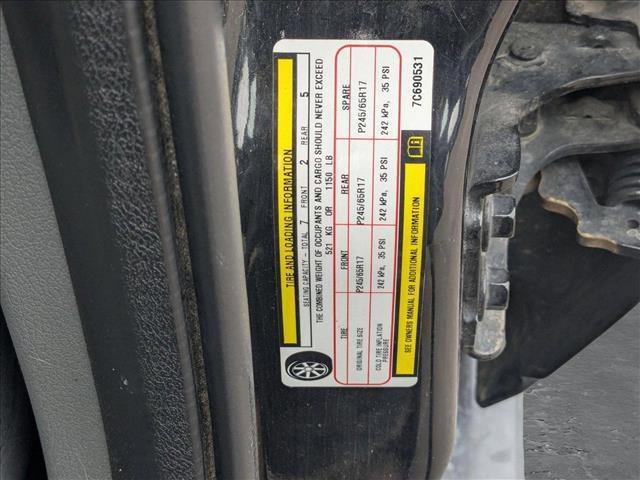 TIRE AND LOADING INFORMATION
SEATING CAPACITY – TOTAL 7 FRONT 2 REAR 5
THE COMBINED WEIGHT OF OCCUPANTS AND CARGO SHOULD NEVER EXCEED
521 KG OR 1150 LB
TIRE FRONT REAR SPARE
ORIGINAL TIRE SIZE P245/65R17 P245/65R17 P245/65R17
COLD TIRE INFLATION PRESSURE 242 kPa, 35 PSI 242 kPa, 35 PSI 242 kPa, 35 PSI
SEE OWNERS MANUAL FOR ADDITIONAL INFORMATION
7C690531